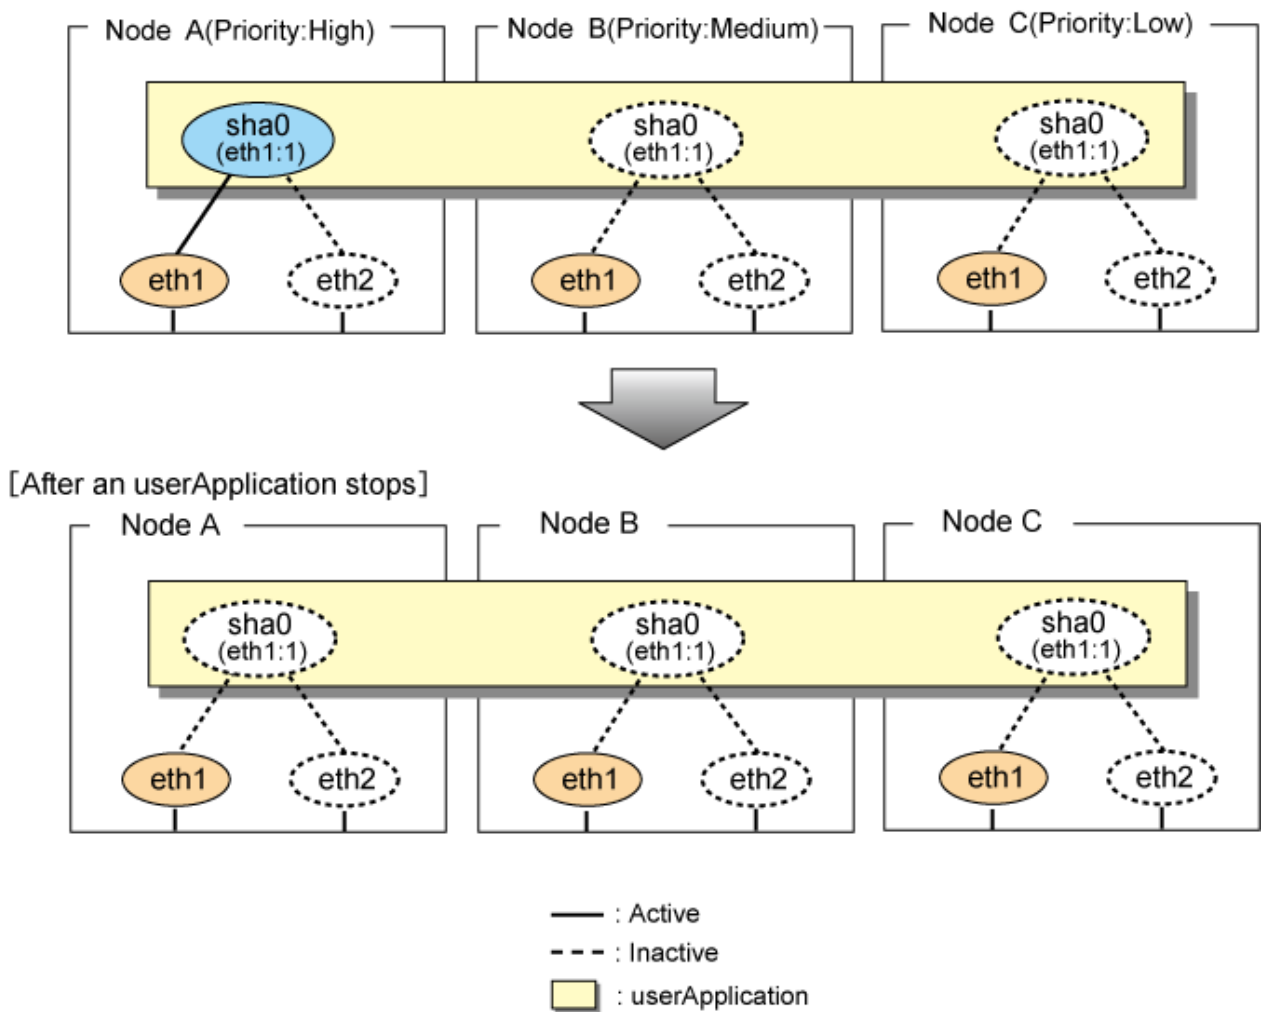 Node A(Priority:High)
Node B(Priority:Medium)
Node C(Priority:Low)
sha0
(eth1:1)
sha0
(eth1:1)
sha0
(eth1:1)
eth1
eth2
eth1
eth2
eth1
eth2
[After an userApplication stops]
Node A
Node B
Node C
sha0
(eth1:1)
sha0
(eth1:1)
sha0
(eth1:1)
eth1
eth2
eth1
eth2
eth1
eth2
: Active
: Inactive
: userApplication